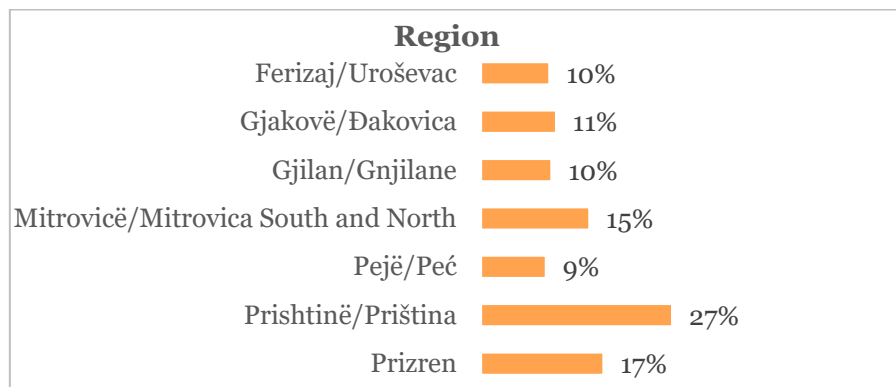 Region
Ferizaj/Uroševac 10%
Gjakovë/Đakovica 11%
Gjilan/Gnjilane 10%
Mitrovicë/Mitrovica South and North 15%
Pejë/Peć 9%
Prishtinë/Priština 27%
Prizren 17%